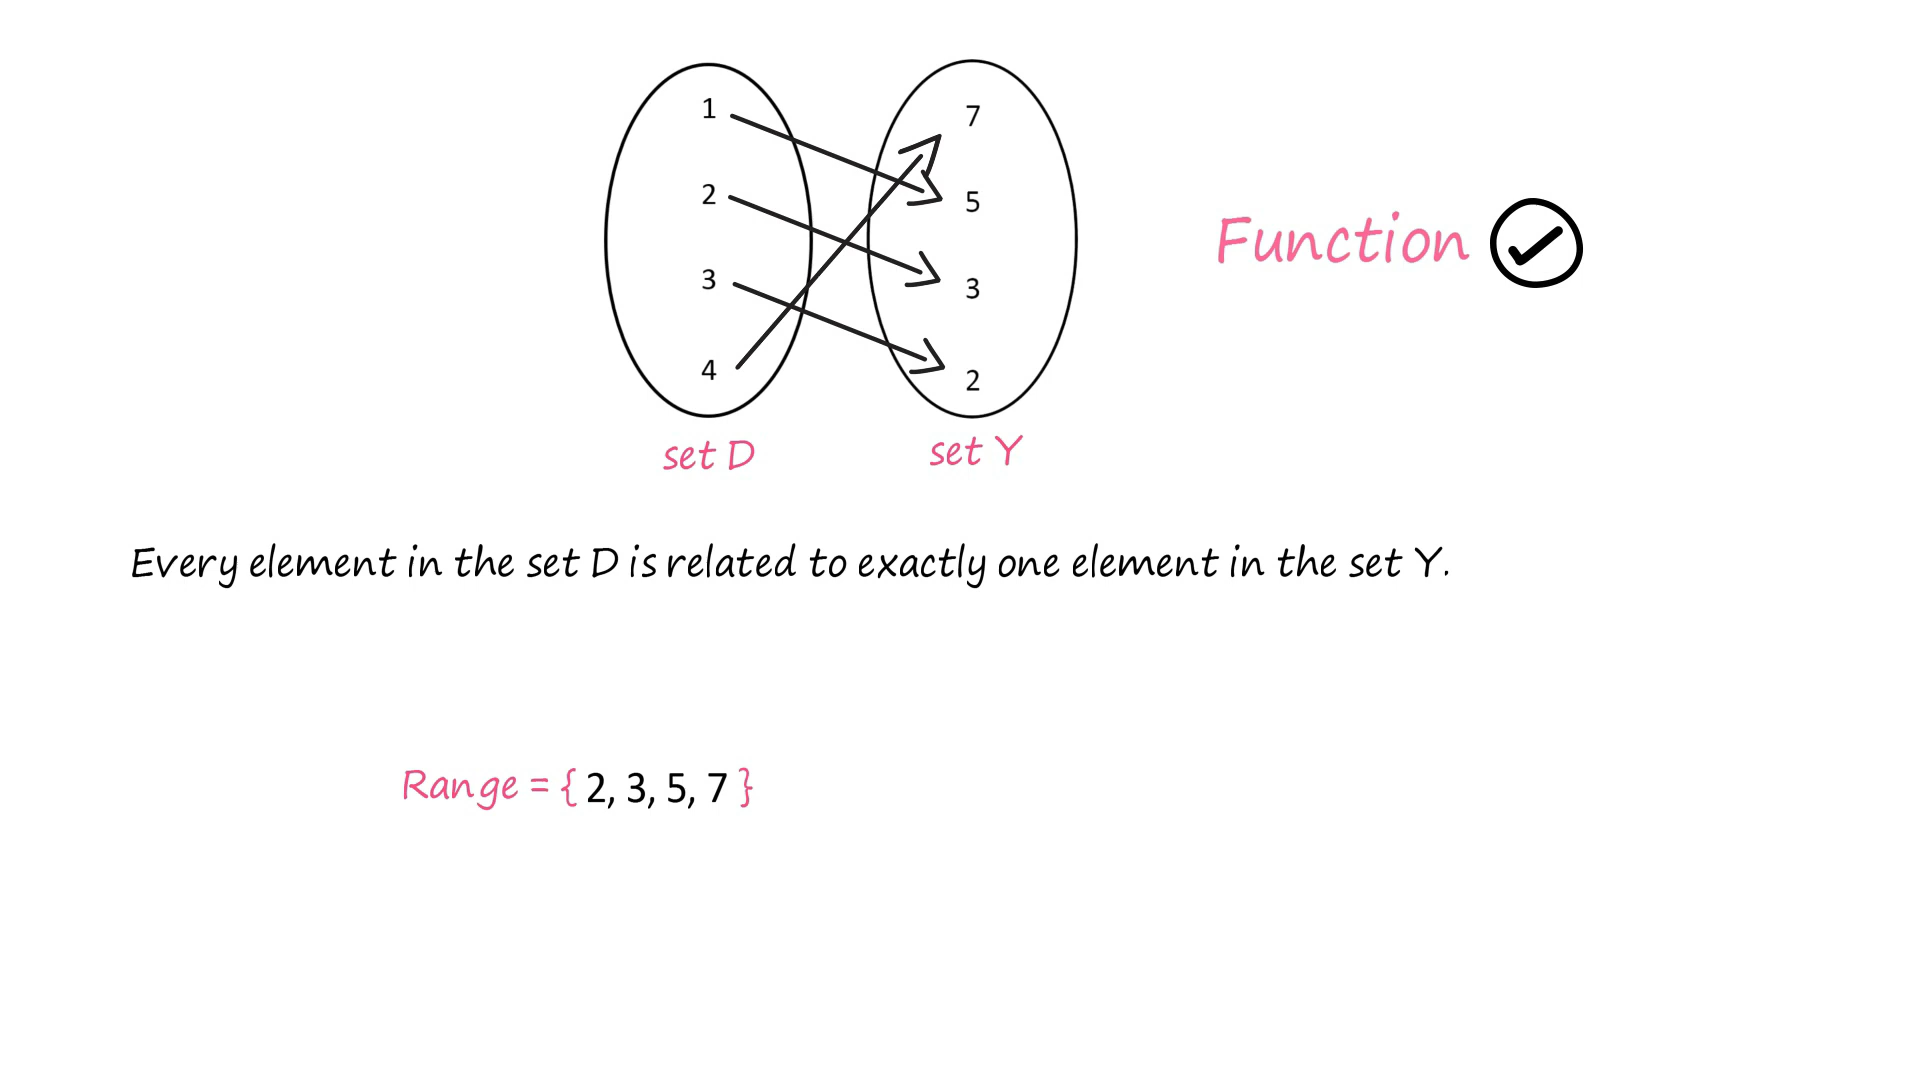 1
2
3
4
7
5
3
2
set D
set Y
Function
Every element in the set D is related to exactly one element in the set Y.
Range = { 2, 3, 5, 7 }